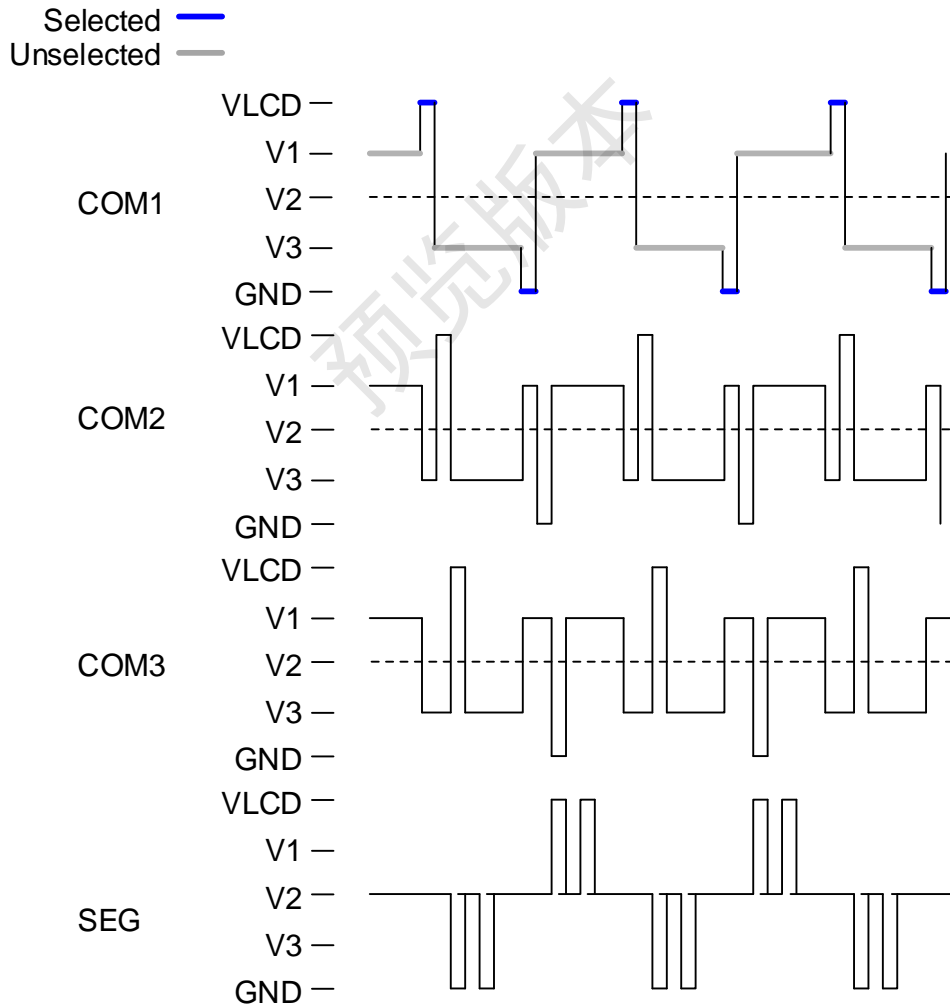 Selected
Unselected
VLCD
V1
COM1
V2
V3
GND
VLCD
V1
COM2
V2
V3
GND
VLCD
V1
COM3
V2
V3
GND
VLCD
V1
V2
SEG
V3
GND
预览版本